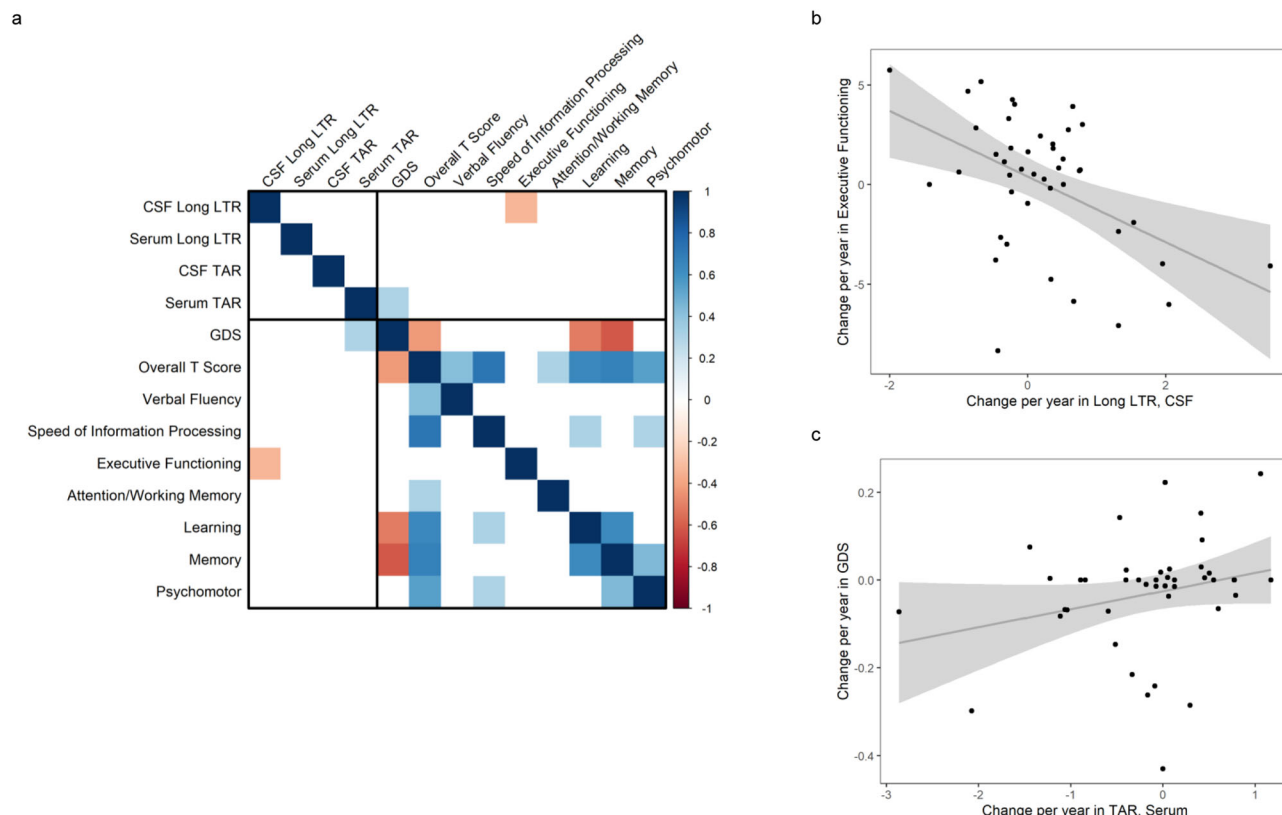 a
CSF Long LTR
Serum Long LTR
CSF TAR
Serum TAR
GDS
Overall T Score
Verbal Fluency
Speed of Information Processing
Executive Functioning
Attention/Working Memory
Learning
Memory
Psychomotor
CSF Long LTR
Serum Long LTR
CSF TAR
Serum TAR
GDS
Overall T Score
Verbal Fluency
Speed of Information Processing
Executive Functioning
Attention/Working Memory
Learning
Memory
Psychomotor
1
0.8
0.6
0.4
0.2
0
-0.2
-0.4
-0.6
-0.8
-1
b
Change per year in Executive Functioning
5
0
-5
-2
0
2
Change per year in Long LTR, CSF
c
Change per year in GDS
0.2
0.0
-0.2
-0.4
-3
-2
-1
0
1
Change per year in TAR, Serum